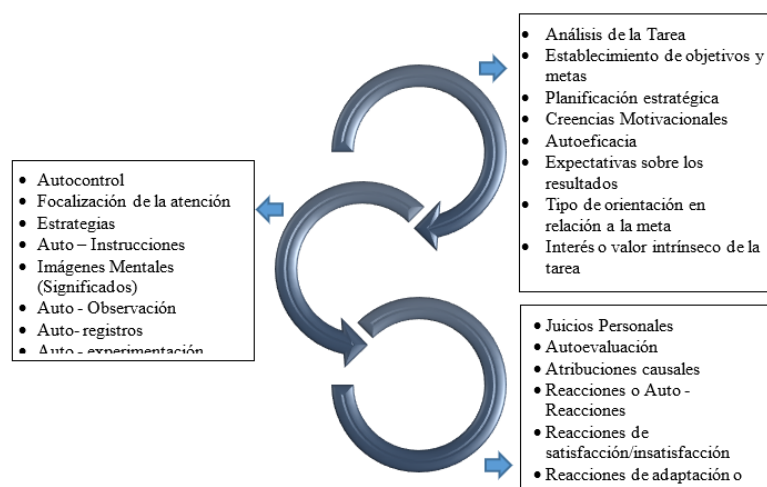 • Análisis de la Tarea
• Establecimiento de objetivos y
metas
• Planificación estratégica
• Creencias Motivacionales
• Autoeficacia
• Expectativas sobre los
resultados
• Tipo de orientación en
relación a la meta
• Interés o valor intrínseco de la
tarea
• Autocontrol
• Focalización de la atención
• Estrategias
• Auto – Instrucciones
• Imágenes Mentales
(Significados)
• Auto - Observación
• Auto- registros
• Auto - experimentación
• Juicios Personales
• Autoevaluación
• Atribuciones causales
• Reacciones o Auto -
Reacciones
• Reacciones de
satisfacción/insatisfacción
• Reacciones de adaptación o